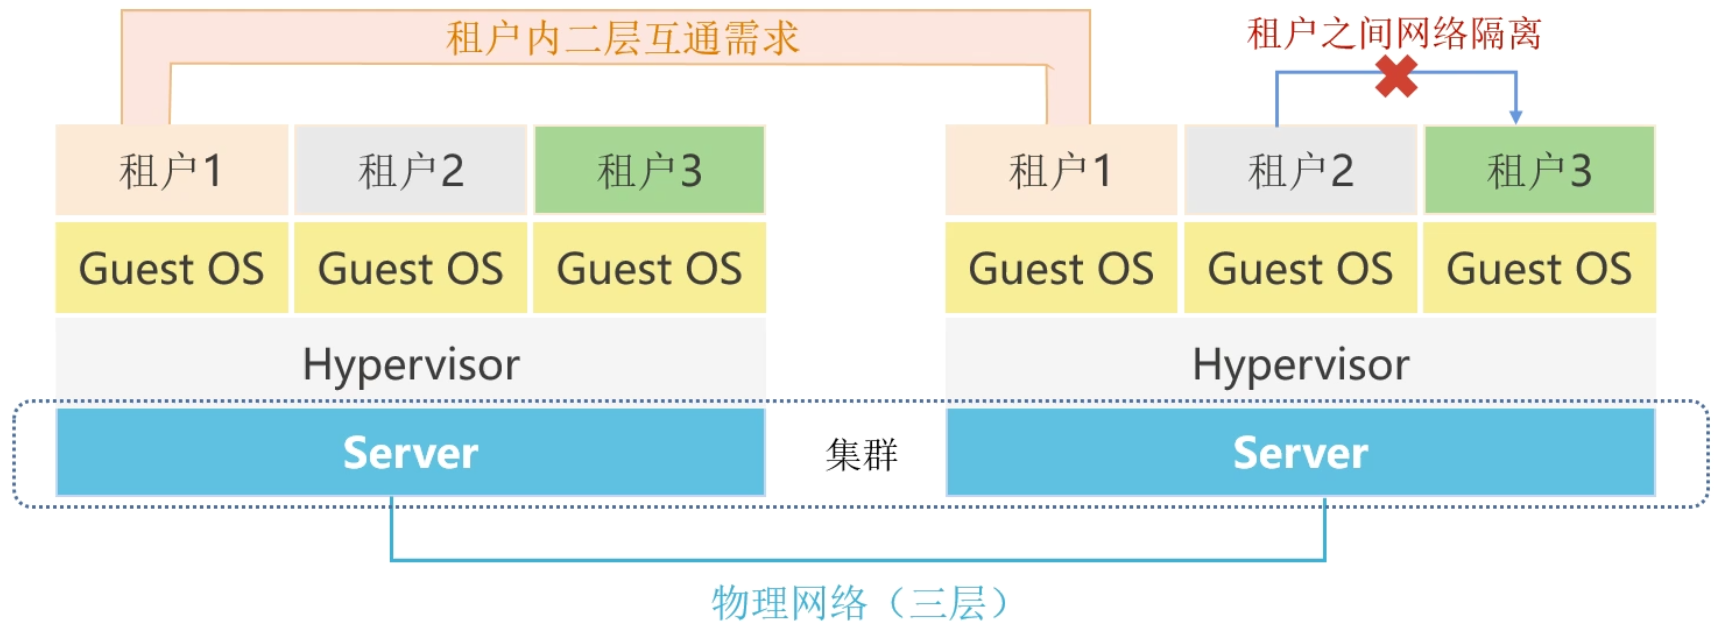 租户内二层互通需求
租户之间网络隔离
租户1 租户2 租户3 租户1 租户2 租户3
Guest OS Guest OS Guest OS Guest OS Guest OS Guest OS
Hypervisor Hypervisor
Server 集群 Server
物理网络（三层）